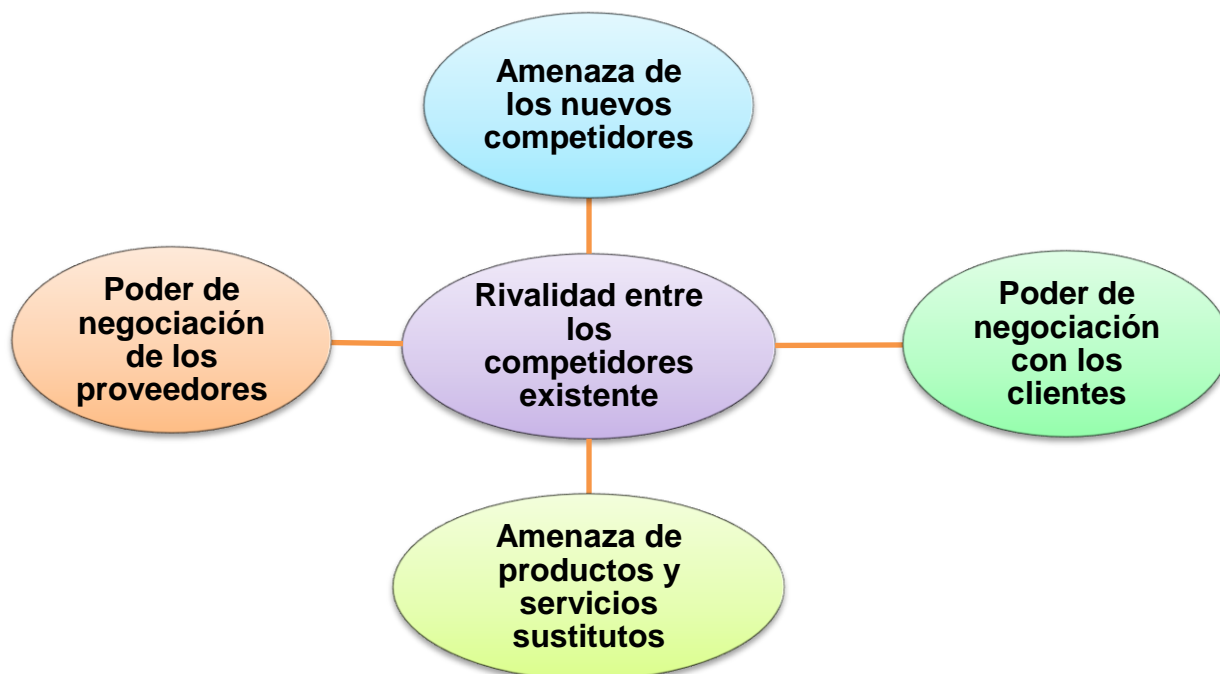 Amenaza de
los nuevos
competidores
Poder de
negociación
de los
proveedores
Rivalidad entre
los
competidores
existente
Poder de
negociación
con los
clientes
Amenaza de
productos y
servicios
sustitutos